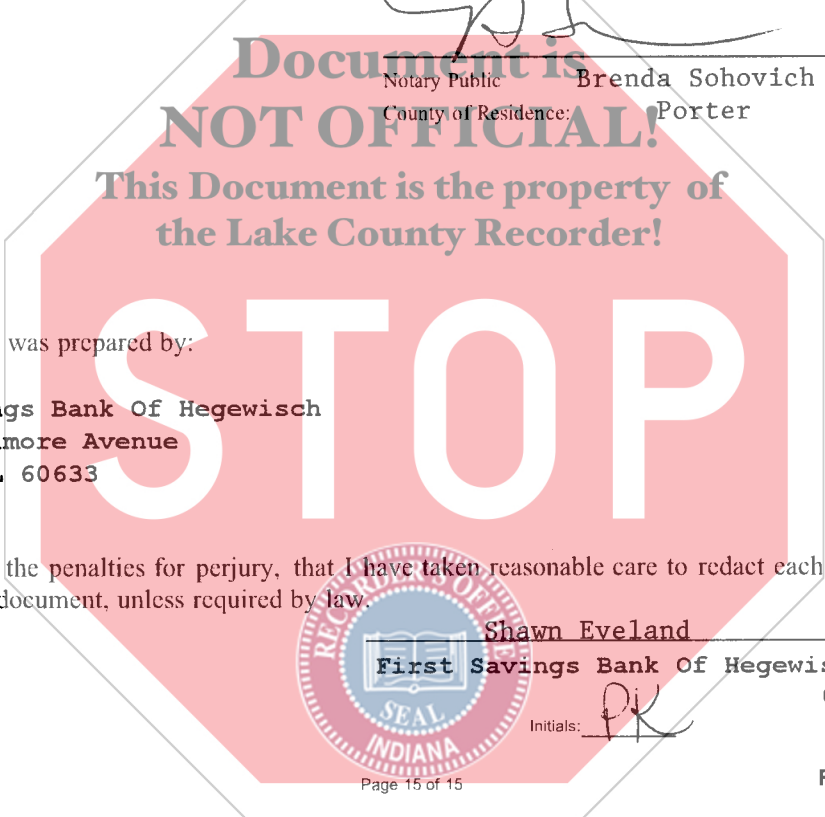 Document is
Notary Public Brenda Sohovich
NOT OFFICIAL!
County of Residence: Porter
This Document is the property of
the Lake County Recorder!
STOP
was prepared by:
ngs Bank Of Hegewisch
more Avenue
60633
the penalties for perjury, that I have taken reasonable care to redact each
document, unless required by law.
RECORDER'S OFFICE
Shawn Eveland
First Savings Bank Of Hegewis
SEAL
Initials: PK
INDIANA
Page 15 of 15